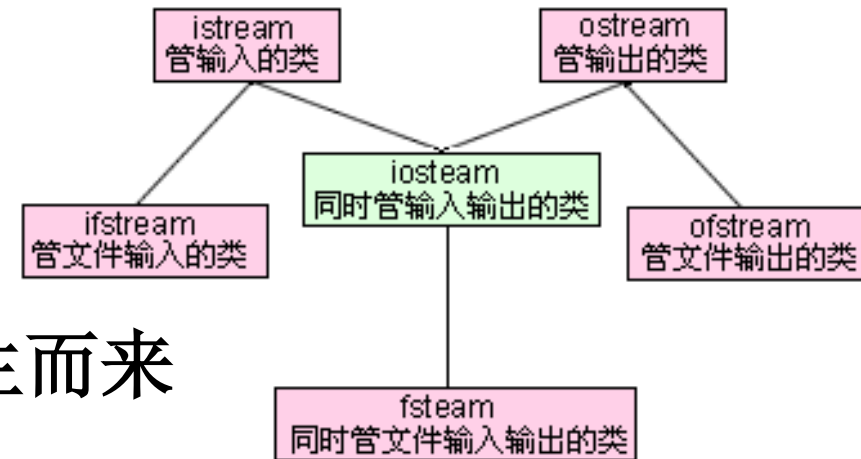 istream
管输入的类
ostream
管输出的类
iosteam
同时管输入输出的类
ifstream
管文件输入的类
ofstream
管文件输出的类
而来
fsteam
同时管文件输入输出的类